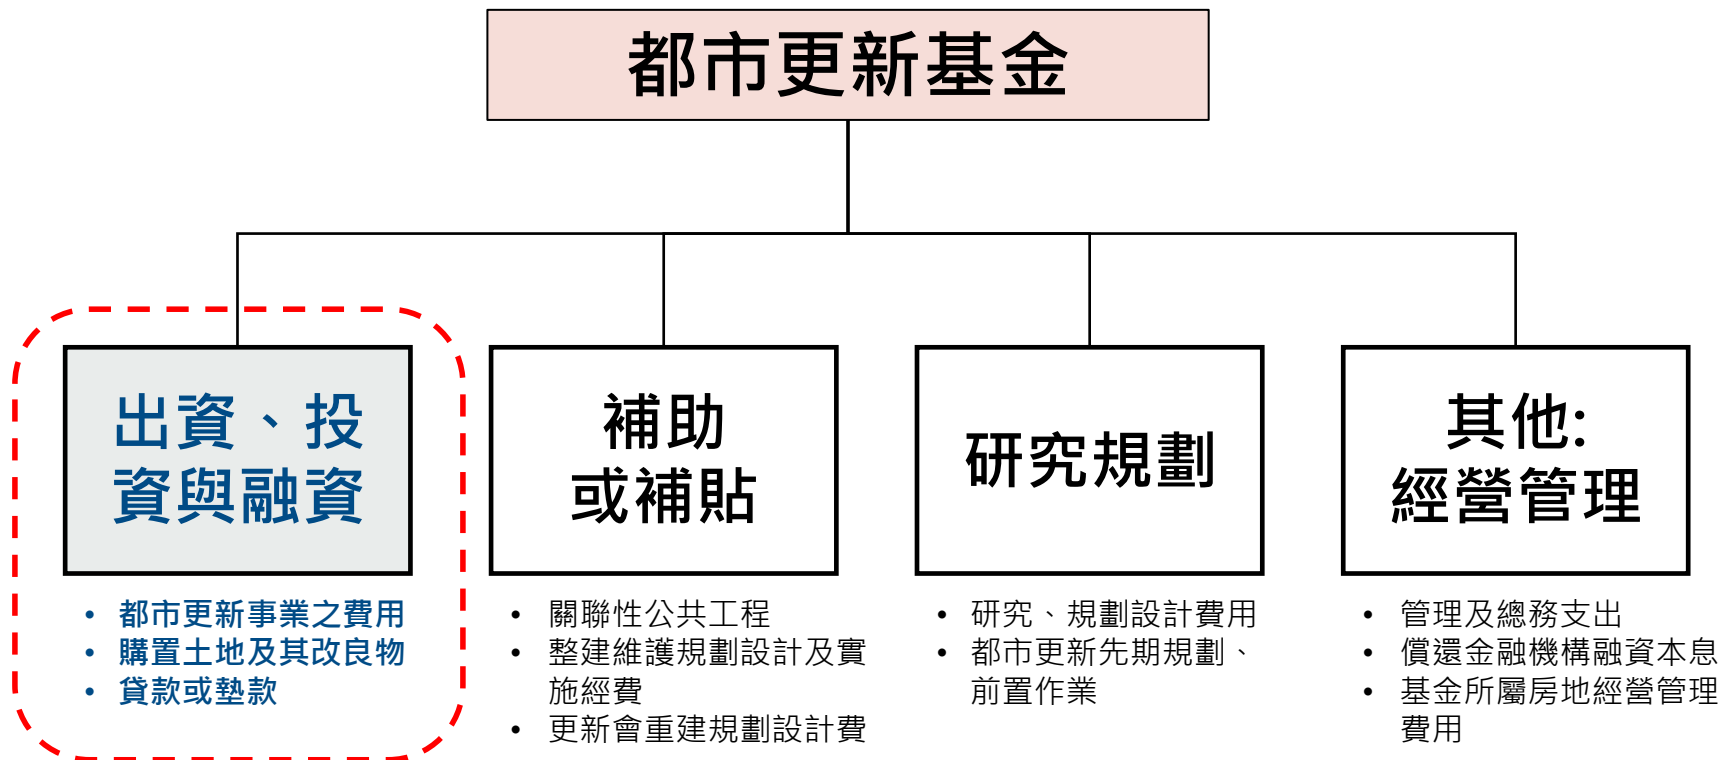 都市更新基金
出資、投
資與融資
• 都市更新事業之費用
• 購置土地及其改良物
• 貸款或墊款
補助
或補貼
• 關聯性公共工程
• 整建維護規劃設計及實
施經費
• 更新會重建規劃設計費
研究規劃
• 研究、規劃設計費用
• 都市更新先期規劃、
前置作業
其他:
經營管理
• 管理及總務支出
• 償還金融機構融資本息
• 基金所屬房地經營管理
費用